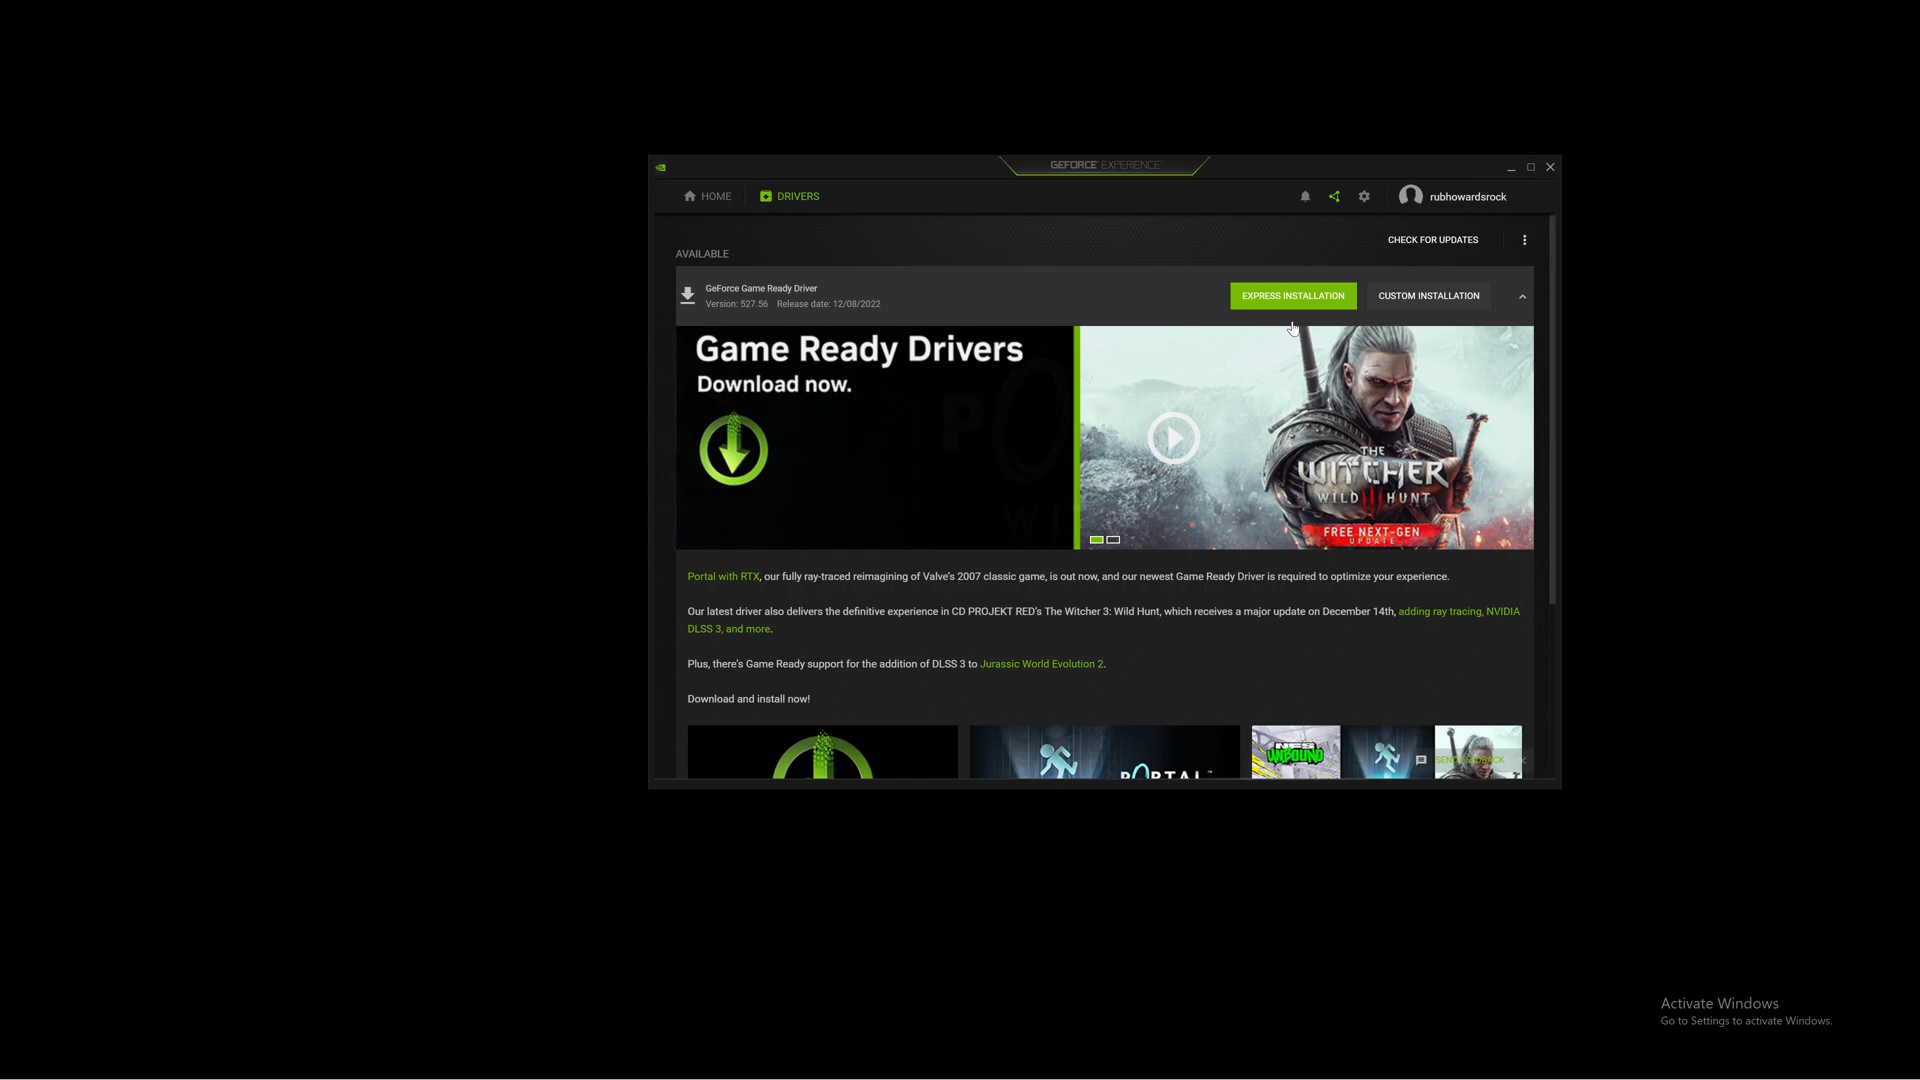 GEFORCE EXPERIENCE
HOME
DRIVERS
rubhowardsrock
CHECK FOR UPDATES
AVAILABLE
GeForce Game Ready Driver
Version: 527.56 Release date: 12/08/2022
EXPRESS INSTALLATION
CUSTOM INSTALLATION
Game Ready Drivers
Download now.
THE
WITCHER
WILD HUNT
FREE NEXT-GEN
UPDATE
Portal with RTX, our fully ray-traced reimagining of Valve's 2007 classic game, is out now, and our newest Game Ready Driver is required to optimize your experience.
Our latest driver also delivers the definitive experience in CD PROJEKT RED's The Witcher 3: Wild Hunt, which receives a major update on December 14th, adding ray tracing, NVIDIA
DLSS 3, and more.
Plus, there's Game Ready support for the addition of DLSS 3 to Jurassic World Evolution 2.
Download and install now!
PORTAL™
NFS
UNBOUND
SEND FEEDBACK
Activate Windows
Go to Settings to activate Windows.